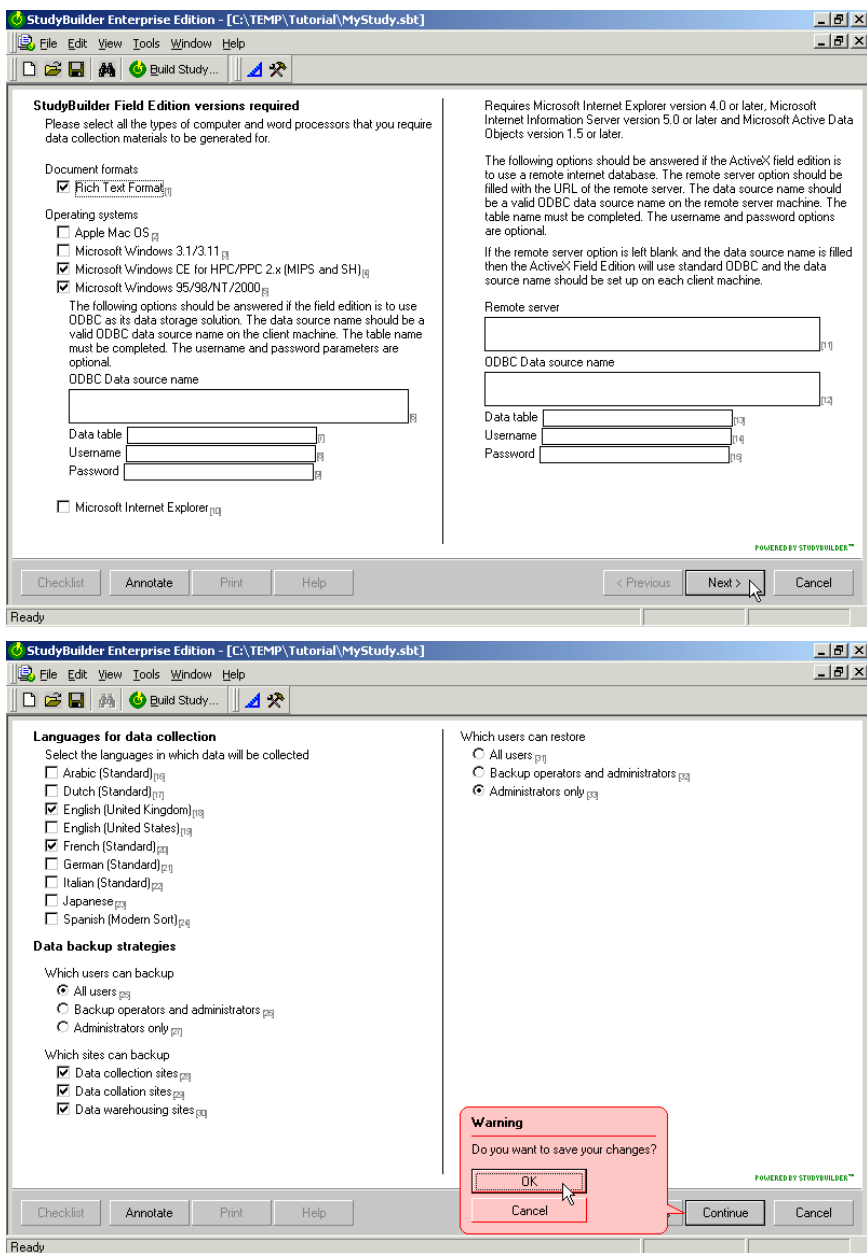 StudyBuilder Enterprise Edition - [C:\TEMP\Tutorial\MyStudy.sbt]
File Edit View Tools Window Help
Build Study...
StudyBuilder Field Edition versions required
Please select all the types of computer and word processors that you require
data collection materials to be generated for.
Document formats
Rich Text Format [1]
Operating systems
Apple Mac OS [2]
Microsoft Windows 3.1/3.11 [3]
Microsoft Windows CE for HPC/PPC 2.x (MIPS and SH) [4]
Microsoft Windows 95/98/NT/2000 [5]
The following options should be answered if the field edition is to use
ODBC as its data storage solution. The data source name should be a
valid ODBC data source name on the client machine. The table name
must be completed. The username and password parameters are
optional.
ODBC Data source name
[6]
Data table [7]
Username [8]
Password [9]
Microsoft Internet Explorer [10]
Requires Microsoft Internet Explorer version 4.0 or later, Microsoft
Internet Information Server version 5.0 or later and Microsoft Active Data
Objects version 1.5 or later.
The following options should be answered if the ActiveX field edition is
to use a remote internet database. The remote server option should be
filled with the URL of the remote server. The data source name should
be a valid ODBC data source name on the remote server machine. The
table name must be completed. The username and password options
are optional.
If the remote server option is left blank and the data source name is filled
then the ActiveX Field Edition will use standard ODBC and the data
source name should be set up on each client machine.
Remote server
[11]
ODBC Data source name
[12]
Data table [13]
Username [14]
Password [15]
POWERED BY STUDYBUILDER™
Checklist Annotate Print Help < Previous Next > Cancel
Ready
StudyBuilder Enterprise Edition - [C:\TEMP\Tutorial\MyStudy.sbt]
File Edit View Tools Window Help
Build Study...
Languages for data collection
Select the languages in which data will be collected
Arabic (Standard) [16]
Dutch (Standard) [17]
English (United Kingdom) [18]
English (United States) [19]
French (Standard) [20]
German (Standard) [21]
Italian (Standard) [22]
Japanese [23]
Spanish (Modern Sort) [24]
Data backup strategies
Which users can backup
All users [25]
Backup operators and administrators [26]
Administrators only [27]
Which sites can backup
Data collection sites [28]
Data collation sites [29]
Data warehousing sites [30]
Which users can restore
All users [31]
Backup operators and administrators [32]
Administrators only [33]
Warning
Do you want to save your changes?
OK
Cancel
POWERED BY STUDYBUILDER™
Checklist Annotate Print Help Continue Cancel
Ready